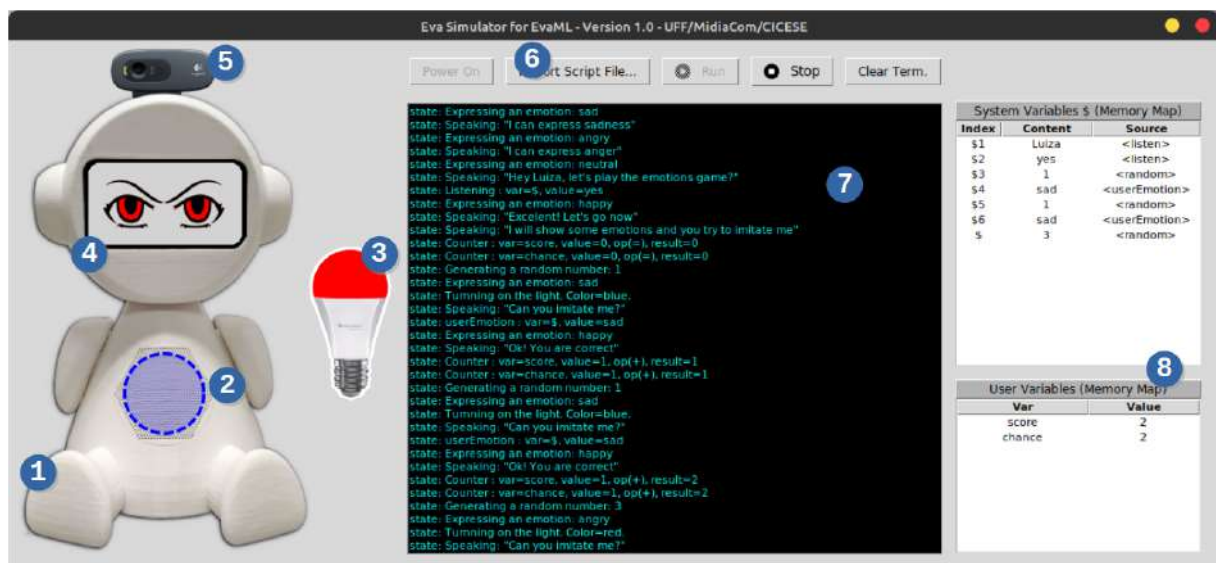 Eva Simulator for EvaML - Version 1.0 - UFF/MidiaCom/CICESE
5
6
Power On
Script File...
Run
Stop
Clear Term.
state: Expressing an emotion: sad
state: Speaking: "I can express sadness"
state: Expressing an emotion: angry
state: Speaking: "I can express anger"
state: Expressing an emotion: neutral
state: Speaking: "Hey Luiza, let's play the emotions game?"
state: Listening : var=$, value=yes
state: Expressing an emotion: happy
state: Speaking: "Excelent! Let's go now"
state: Speaking: "I will show some emotions and you try to imitate me"
state: Counter : var=score, value=0, op(=), result=0
state: Counter : var=chance, value=0, op(=), result=0
state: Generating a random number: 1
state: Expressing an emotion: sad
state: Turnning on the light. Color=blue.
state: Speaking: "Can you imitate me?"
state: userEmotion : var=$, value=sad
state: Expressing an emotion: happy
state: Speaking: "Ok! You are correct"
state: Counter : var=score, value=1, op(+), result=1
state: Counter : var=chance, value=1, op(+), result=1
state: Generating a random number: 1
state: Expressing an emotion: sad
state: Turnning on the light. Color=blue.
state: Speaking: "Can you imitate me?"
state: userEmotion : var=$, value=sad
state: Expressing an emotion: happy
state: Speaking: "Ok! You are correct"
state: Counter : var=score, value=1, op(+), result=2
state: Counter : var=chance, value=1, op(+), result=2
state: Generating a random number: 3
state: Expressing an emotion: angry
state: Turnning on the light. Color=red.
state: Speaking: "Can you imitate me?"
7
4
3
2
1
System Variables $ (Memory Map)
Index Content Source
$1 Luiza <listen>
$2 yes <listen>
$3 1 <random>
$4 sad <userEmotion>
$5 1 <random>
$6 sad <userEmotion>
$ 3 <random>
8
User Variables (Memory Map)
Var Value
score 2
chance 2